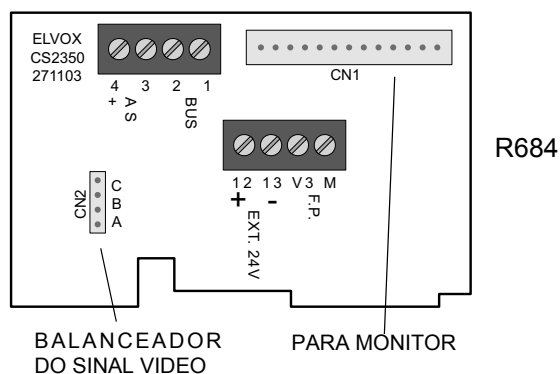 ELVOX
CS2350
271103
4 3 2 1
+ AS BUS
CN1
R684
12 13 V3 M
+ - F.P.
EXT. 24V
CN2
C
B
A
BALANCEADOR
DO SINAL VIDEO
PARA MONITOR